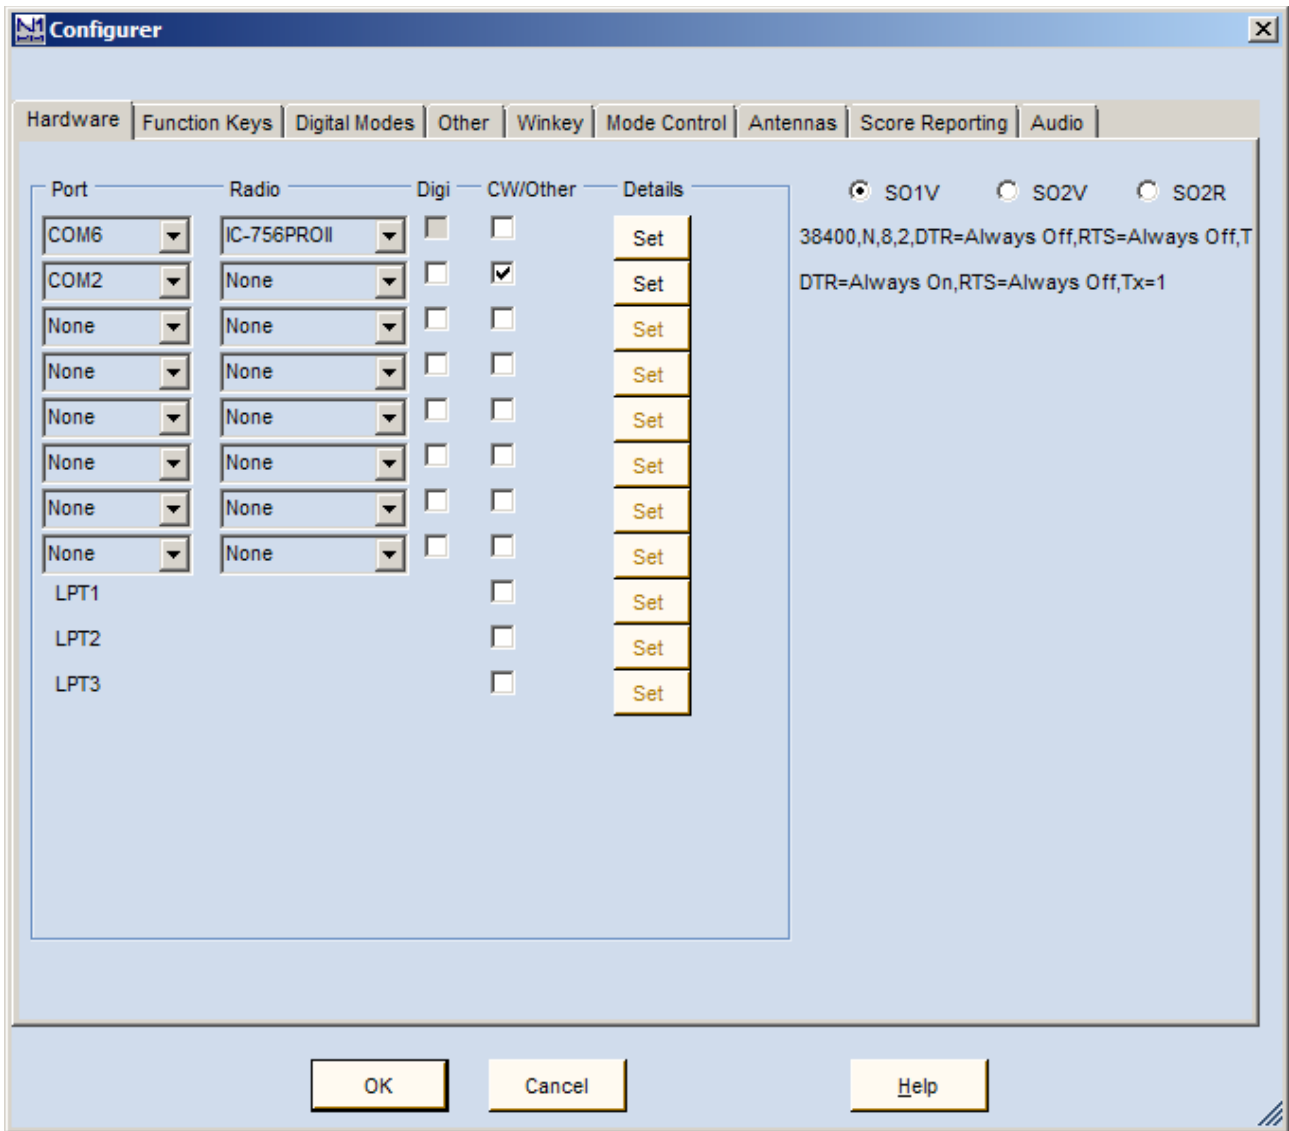 N1 MM Configurer
Hardware Function Keys Digital Modes Other Winkey Mode Control Antennas Score Reporting Audio
Port Radio Digi CW/Other Details SO1V SO2V SO2R
COM6 IC-756PROII Set 38400,N,8,2,DTR=Always Off,RTS=Always Off,T
COM2 None Set DTR=Always On,RTS=Always Off,Tx=1
None None Set
None None Set
None None Set
None None Set
None None Set
None None Set
LPT1 Set
LPT2 Set
LPT3 Set
OK Cancel Help